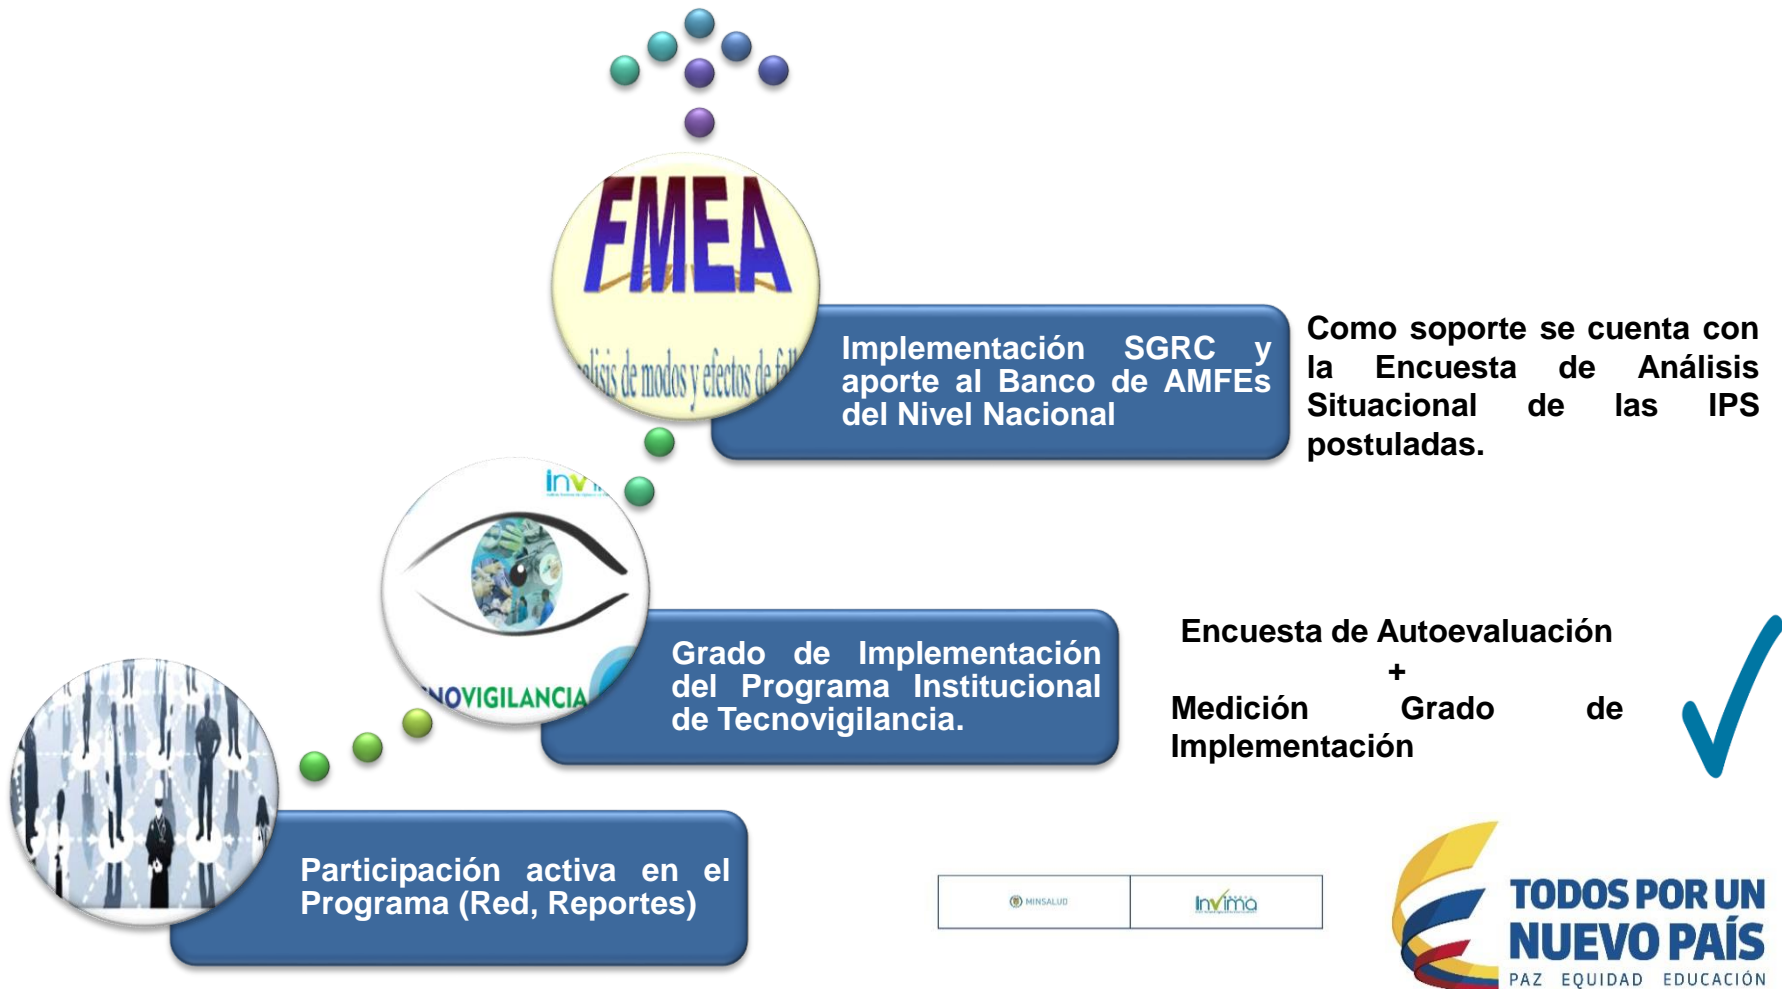 FMEA
alisis de modos y efectos de fal
Implementación SGRC y
aporte al Banco de AMFEs
del Nivel Nacional
Como soporte se cuenta con
la Encuesta de Análisis
Situacional de las IPS
postuladas.
inv
NOVIGILANCIA
Grado de Implementación
del Programa Institucional
de Tecnovigilancia.
Encuesta de Autoevaluación
+
Medición Grado de
Implementación
Participación activa en el
Programa (Red, Reportes)
MINSALUD
invima
TODOS POR UN
NUEVO PAÍS
PAZ EQUIDAD EDUCACIÓN